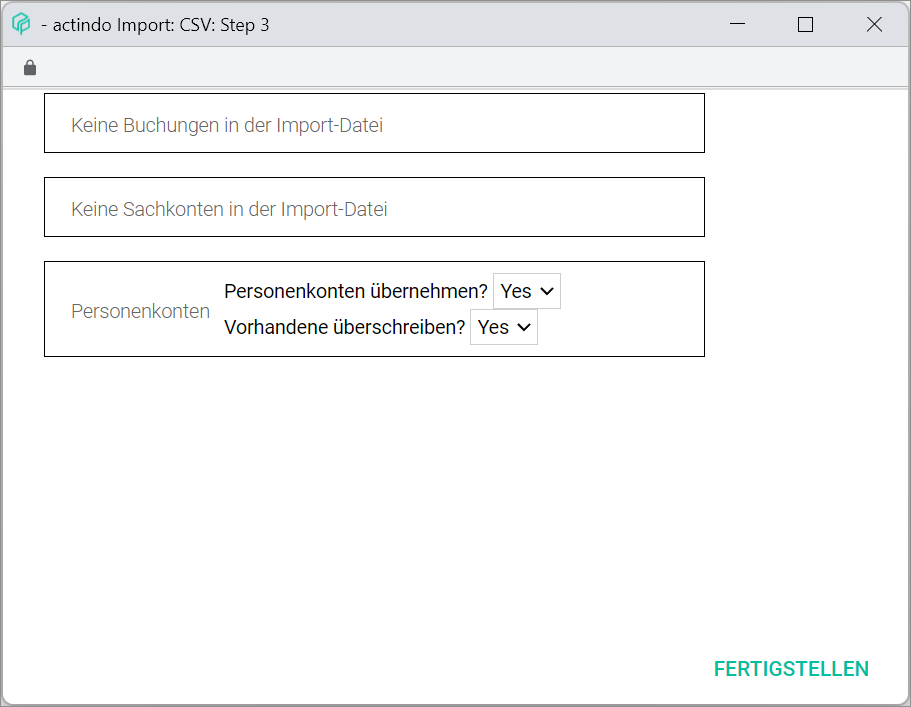 - actindo Import: CSV: Step 3
Keine Buchungen in der Import-Datei
Keine Sachkonten in der Import-Datei
Personenkonten
Personenkonten übernehmen? Yes
Vorhandene überschreiben? Yes
FERTIGSTELLEN